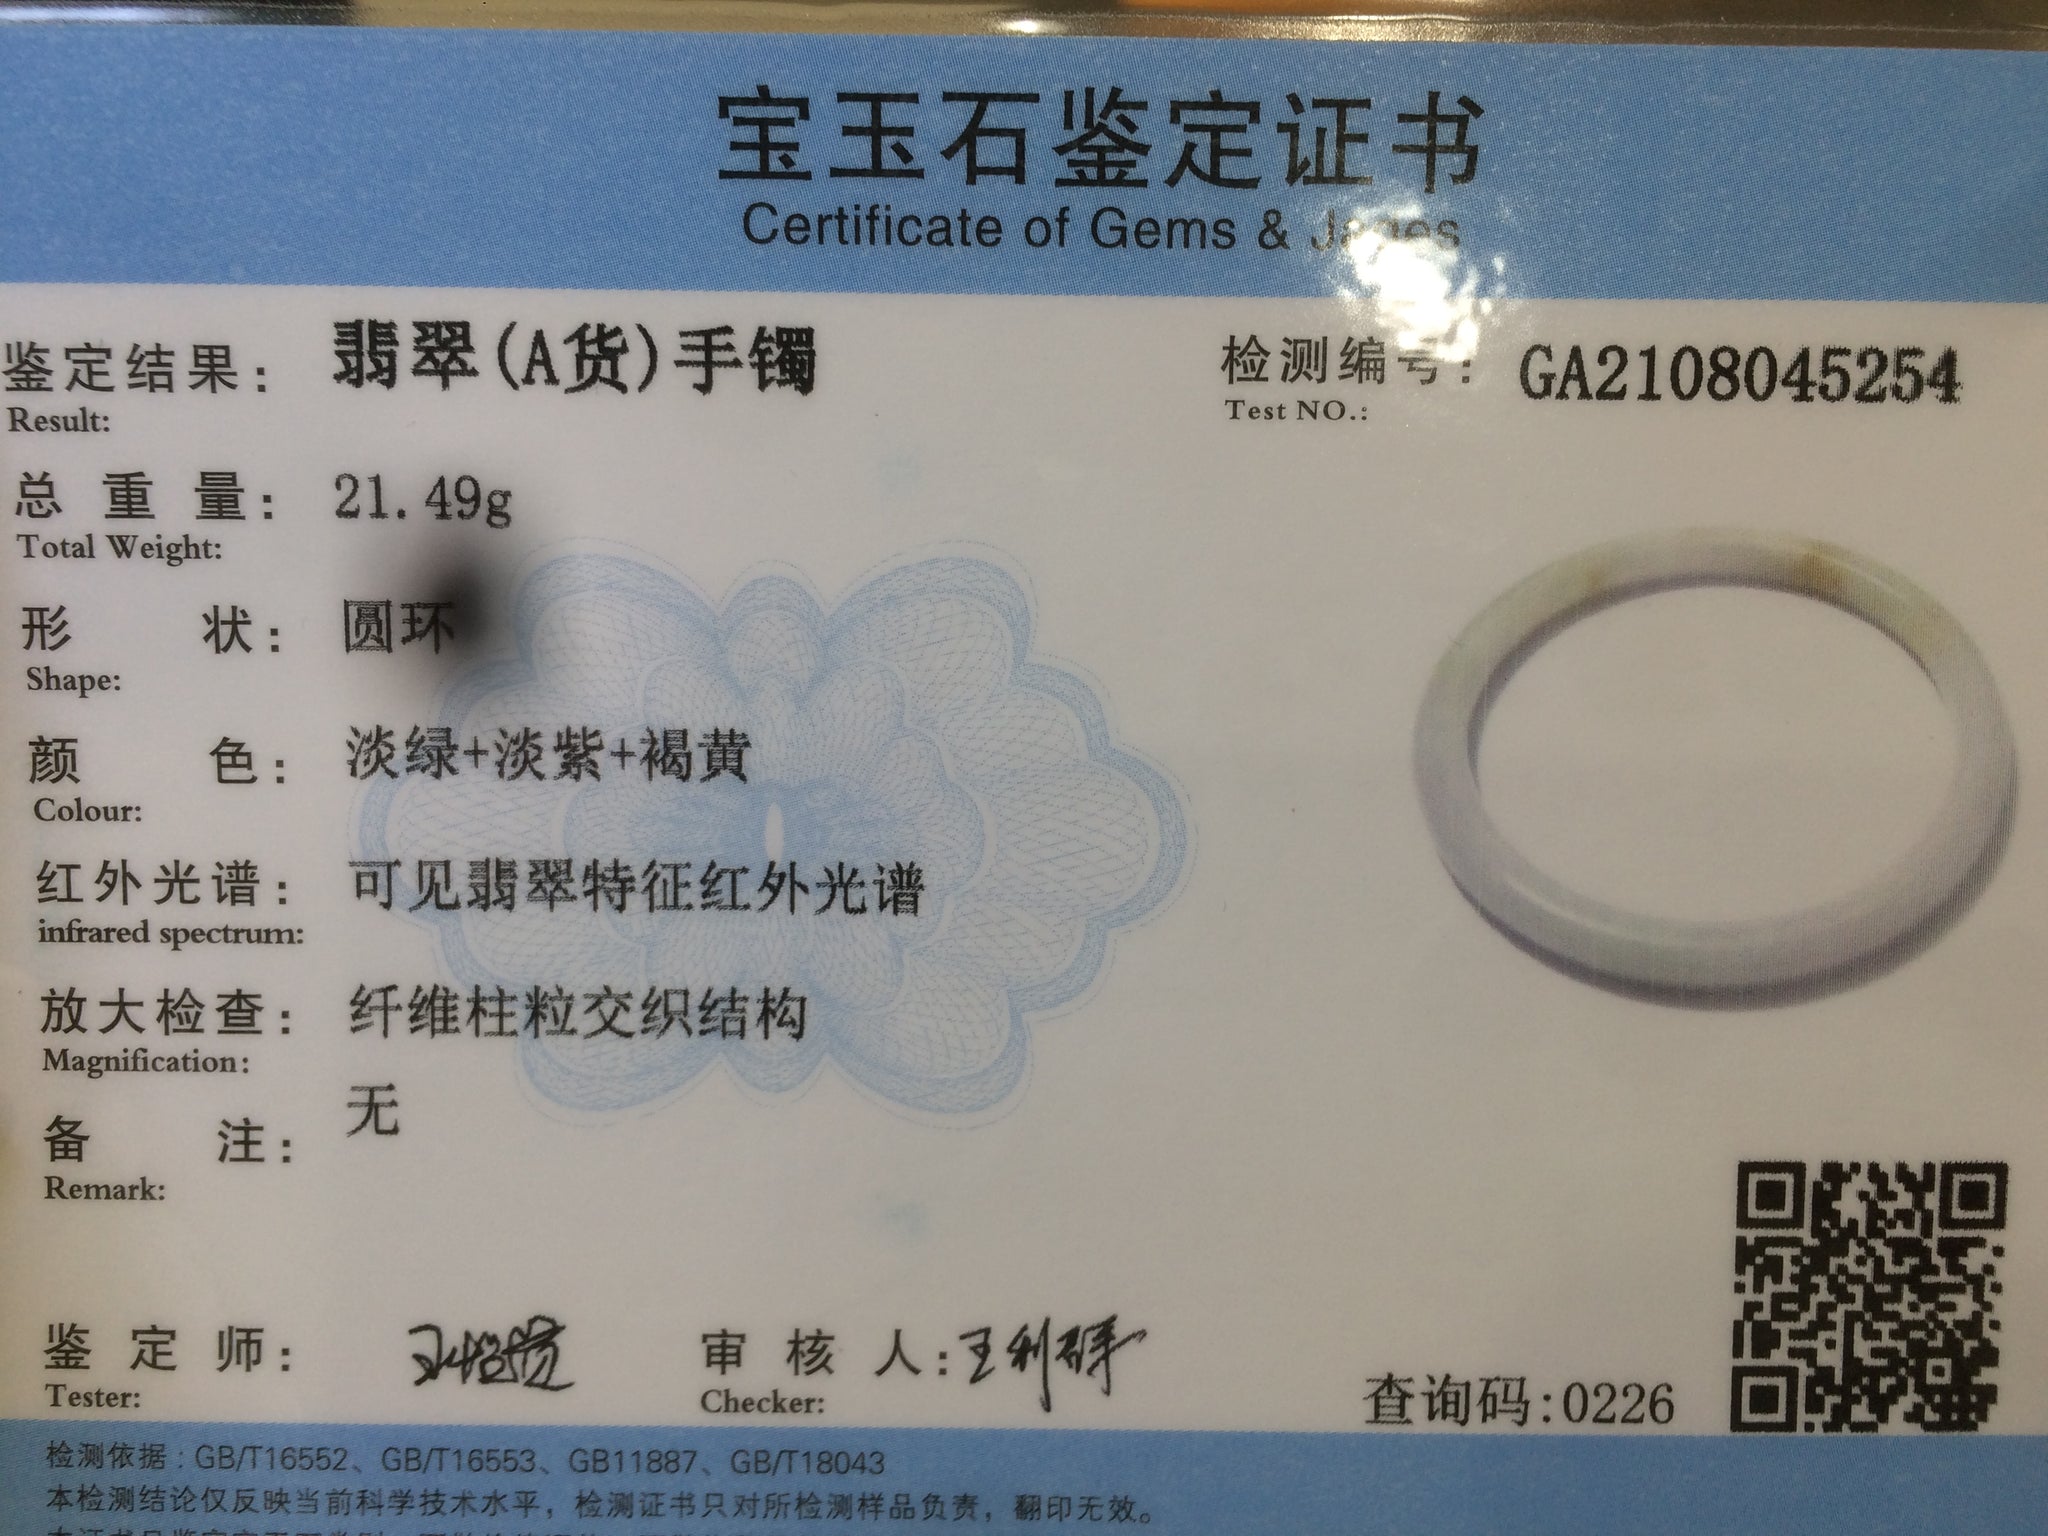 宝玉石鉴定证书
Certificate of Gems & Jades
鉴定结果： 翡翠(A货)手镯
Result:
检测编号： GA2108045254
Test NO.:
总重量： 21.49g
Total Weight:
形状： 圆环
Shape:
颜色： 淡绿+淡紫+褐黄
Colour:
红外光谱： 可见翡翠特征红外光谱
infrared spectrum:
放大检查： 纤维柱粒交织结构
Magnification:
备注： 无
Remark:
鉴定师：
Tester:
审核人: 王利群
Checker:
查询码:0226
检测依据：GB/T16552、GB/T16553、GB11887、GB/T18043
本检测结论仅反映当前科学技术水平，检测证书只对所检测样品负责，翻印无效。